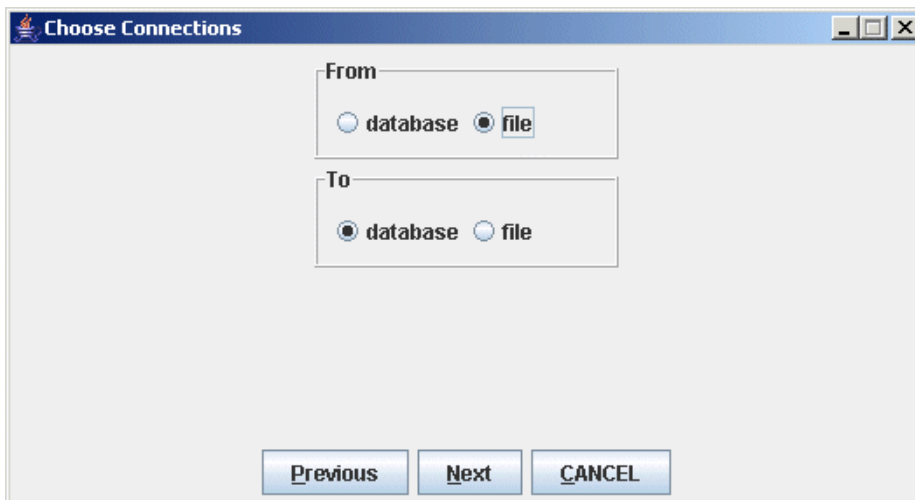 Choose Connections
From
database file
To
database file
Previous Next CANCEL